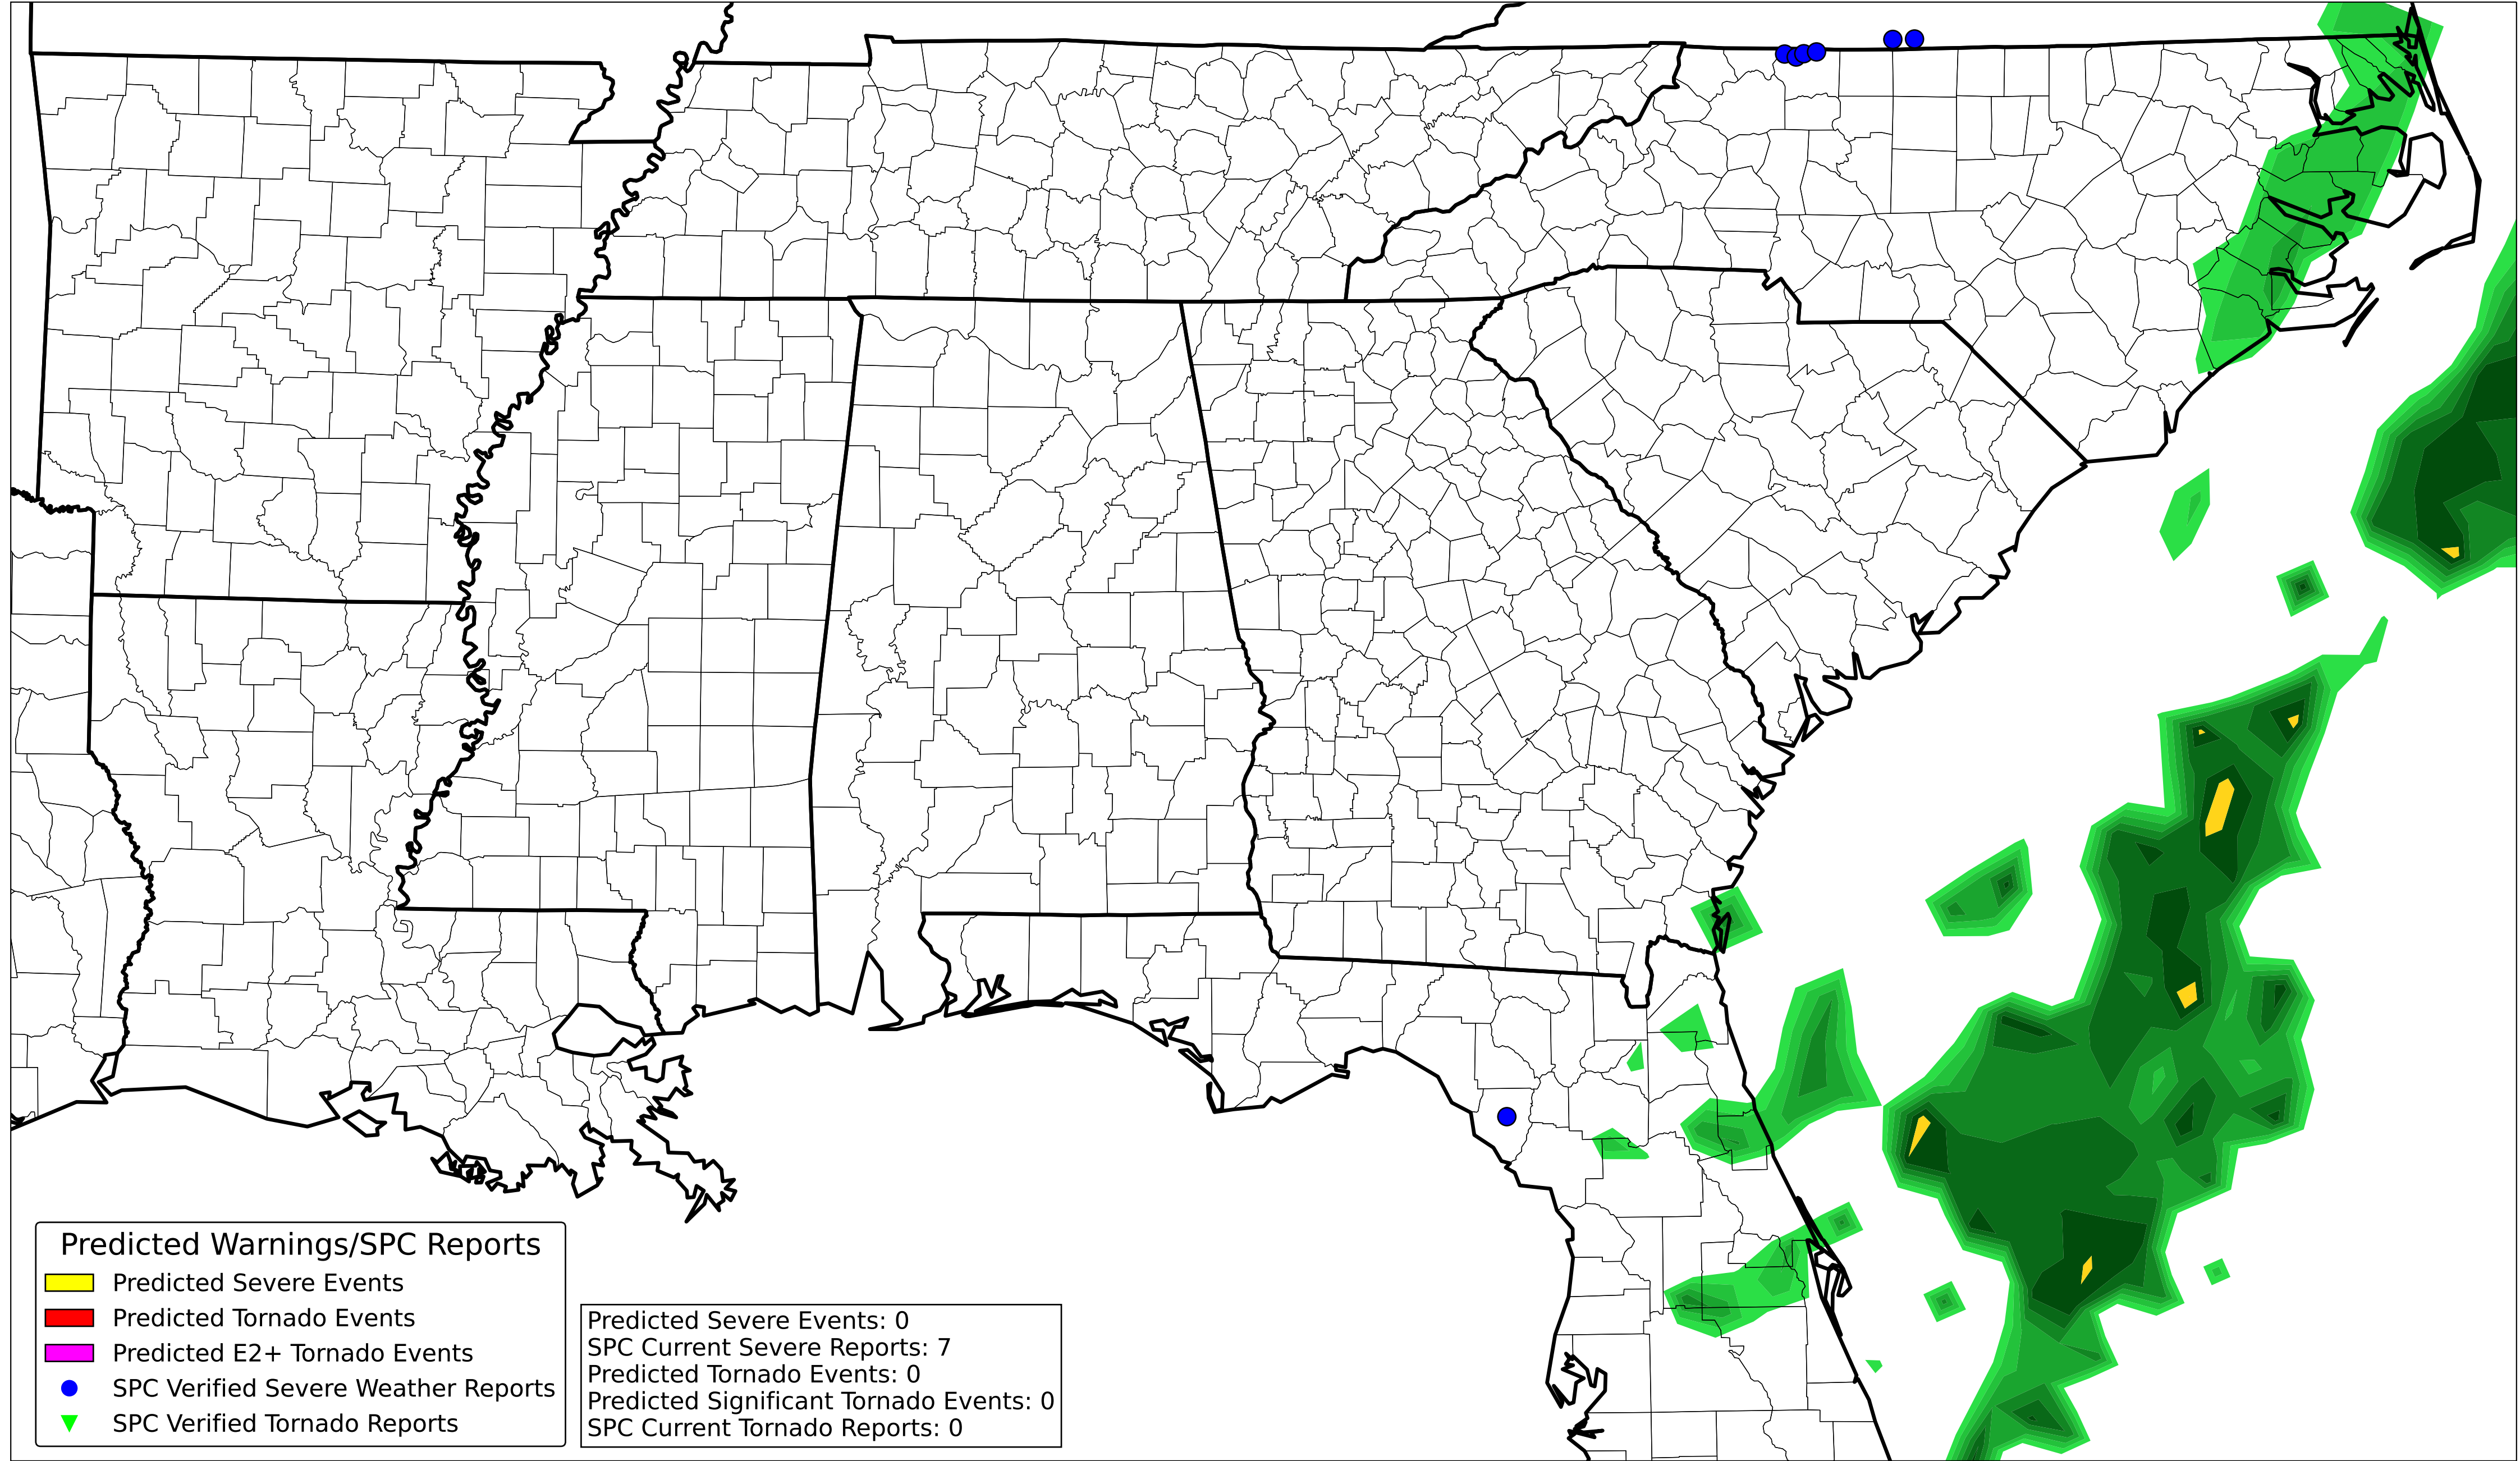 Predicted Warnings/SPC Reports
Predicted Severe Events
Predicted Tornado Events
Predicted E2+ Tornado Events
SPC Verified Severe Weather Reports
SPC Verified Tornado Reports
Predicted Severe Events: 0
SPC Current Severe Reports: 7
Predicted Tornado Events: 0
Predicted Significant Tornado Events: 0
SPC Current Tornado Reports: 0